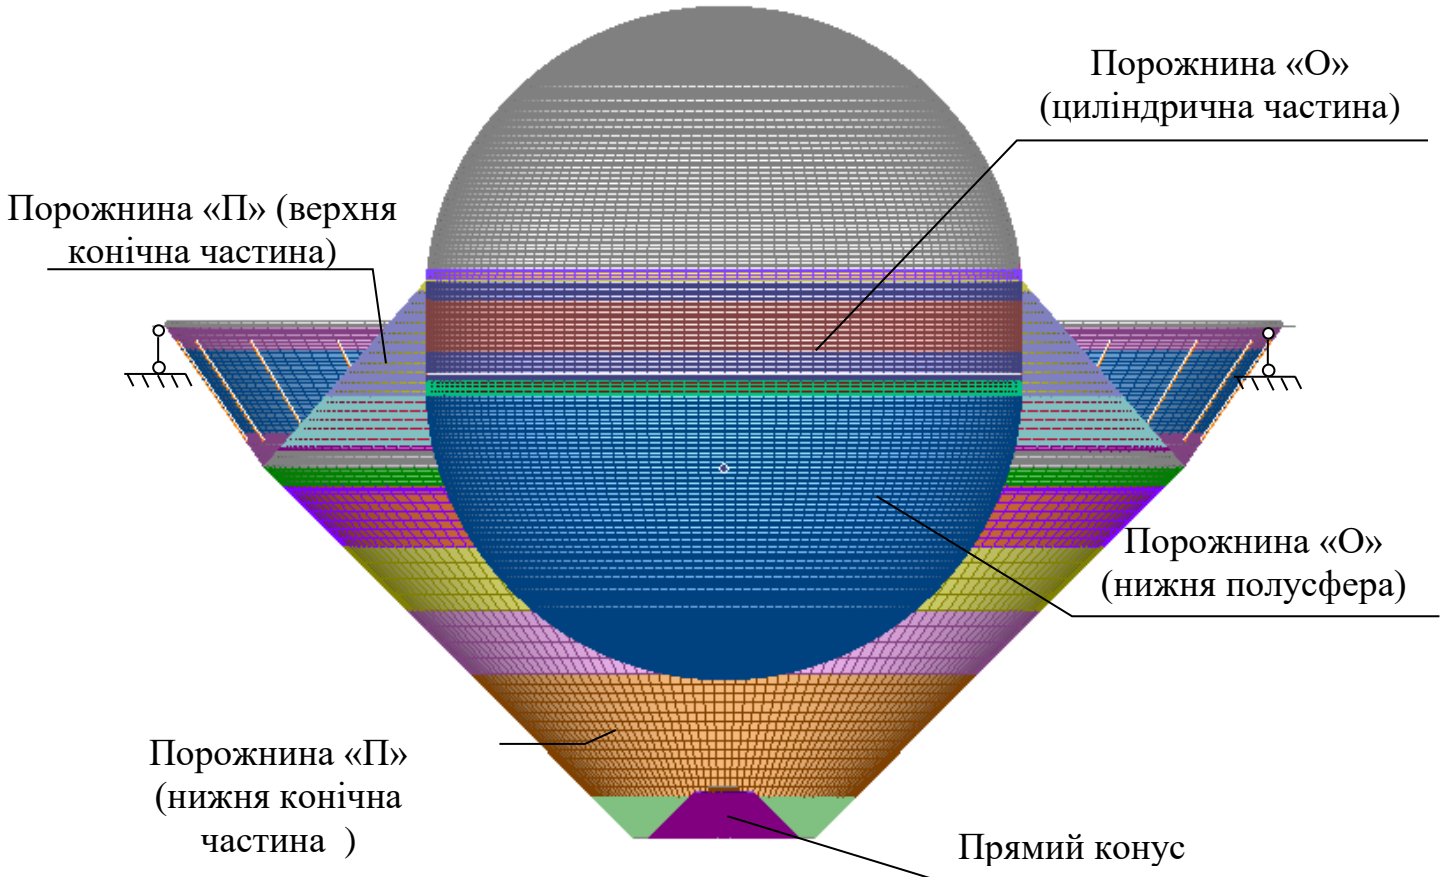 Порожнина «О»
(циліндрична частина)
Порожнина «П» (верхня
конічна частина)
Порожнина «О»
(нижня полусфера)
Порожнина «П»
(нижня конічна
частина )
Прямий конус